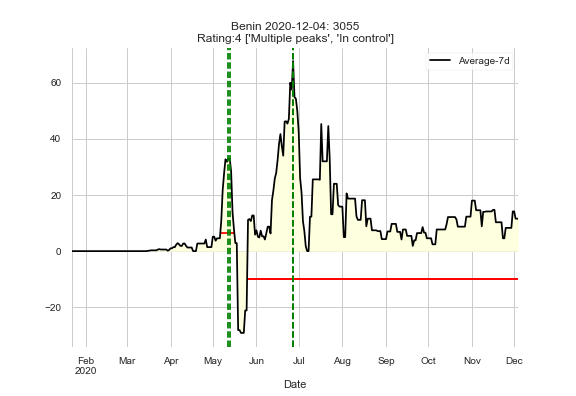 Benin 2020-12-04: 3055
Rating:4 ['Multiple peaks', 'In control']
Average-7d
60
40
20
0
−20
Feb Mar Apr May Jun Jul Aug Sep Oct Nov Dec
2020
Date